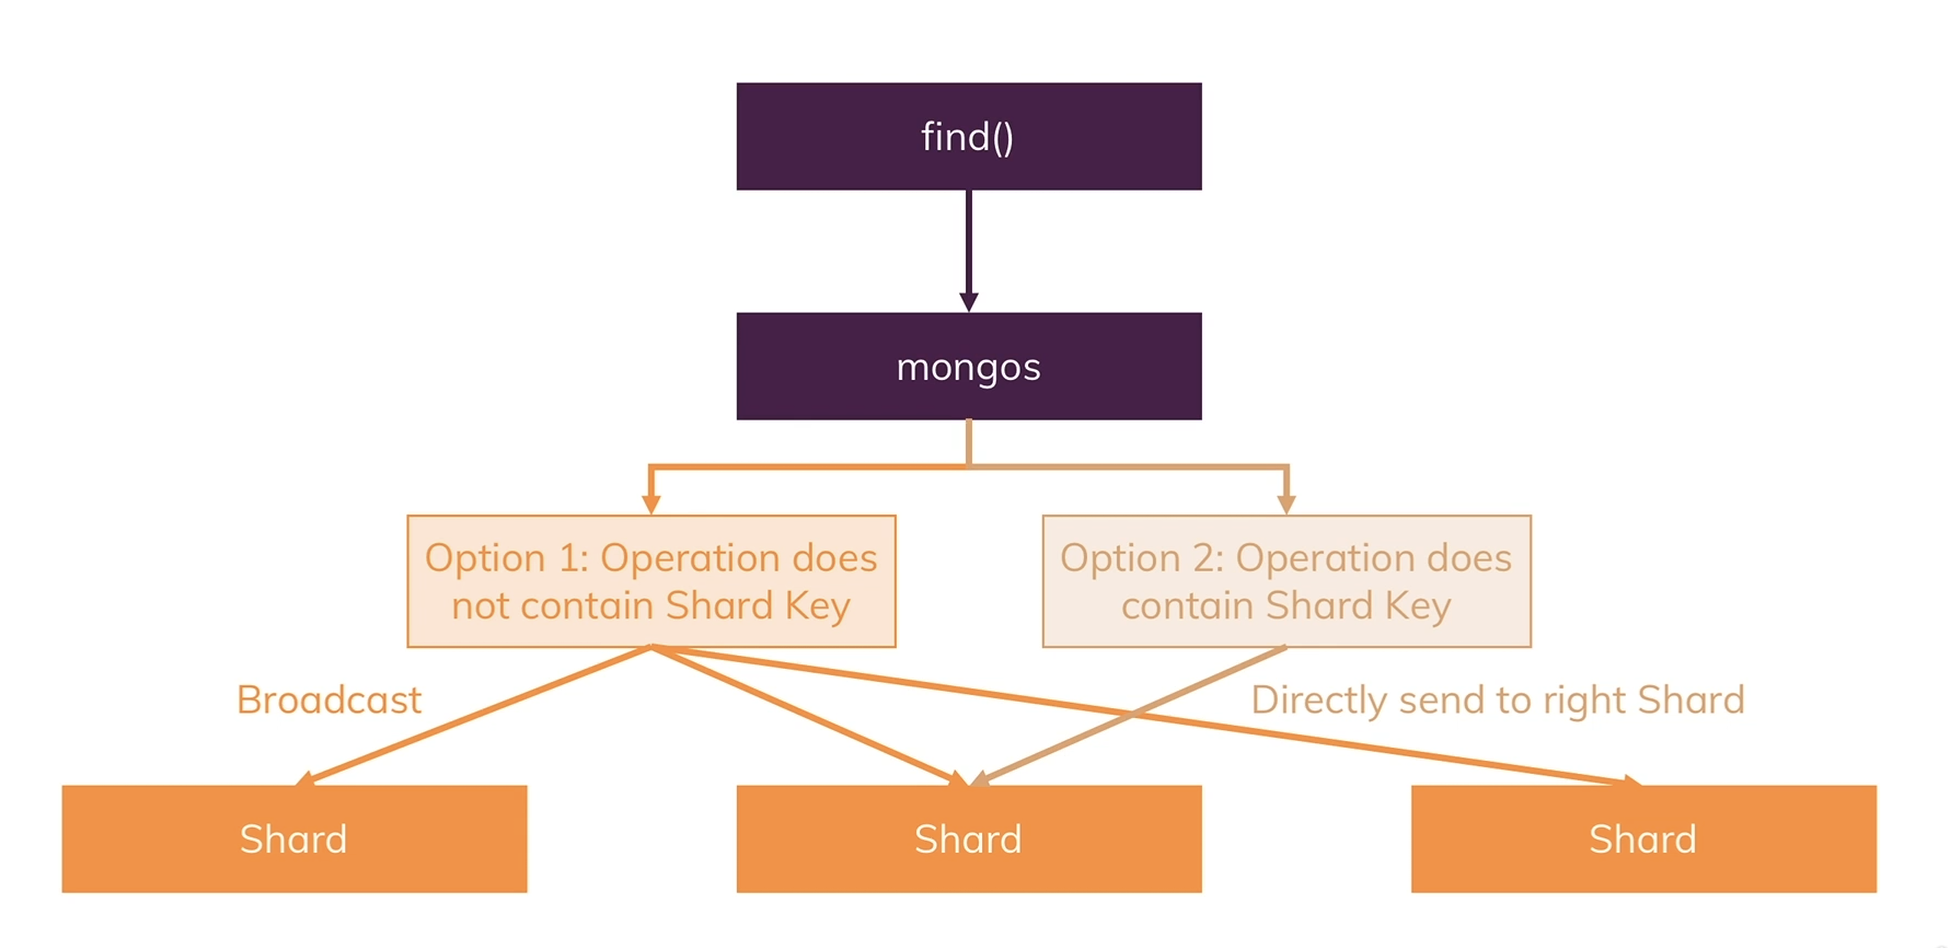 find()
mongos
Option 1: Operation does
not contain Shard Key
Option 2: Operation does
contain Shard Key
Broadcast
Directly send to right Shard
Shard
Shard
Shard